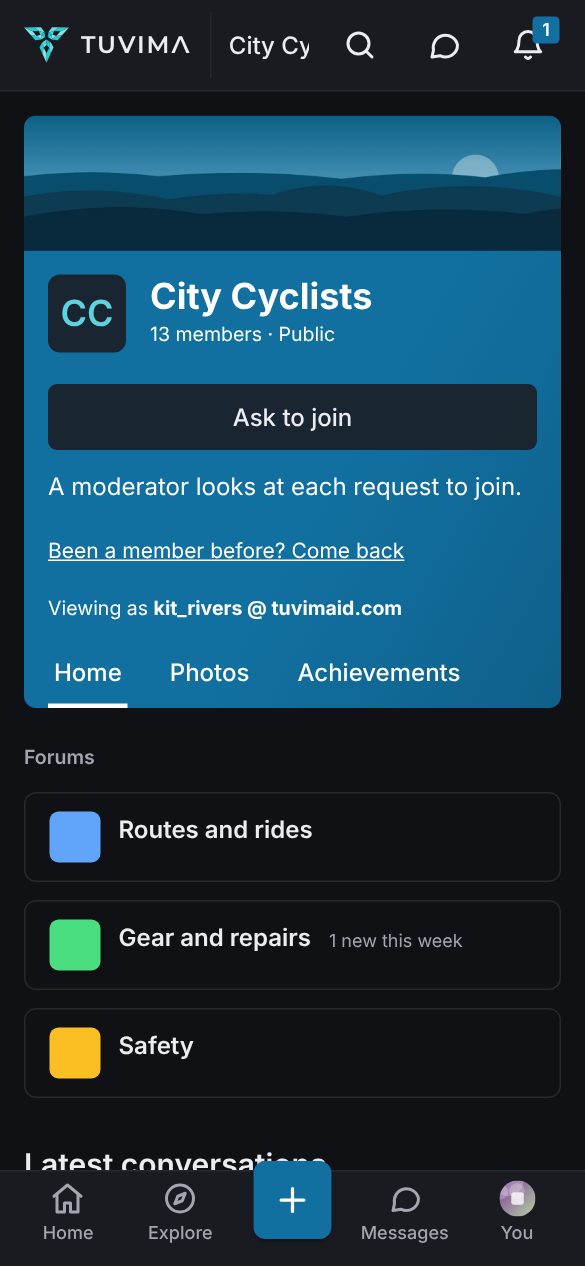 TUVIMA
City Cy
1
CC
City Cyclists
13 members · Public
Ask to join
A moderator looks at each request to join.
Been a member before? Come back
Viewing as kit_rivers @ tuvimaid.com
Home Photos Achievements
Forums
Routes and rides
Gear and repairs 1 new this week
Safety
Latest conversations
Home Explore Messages You